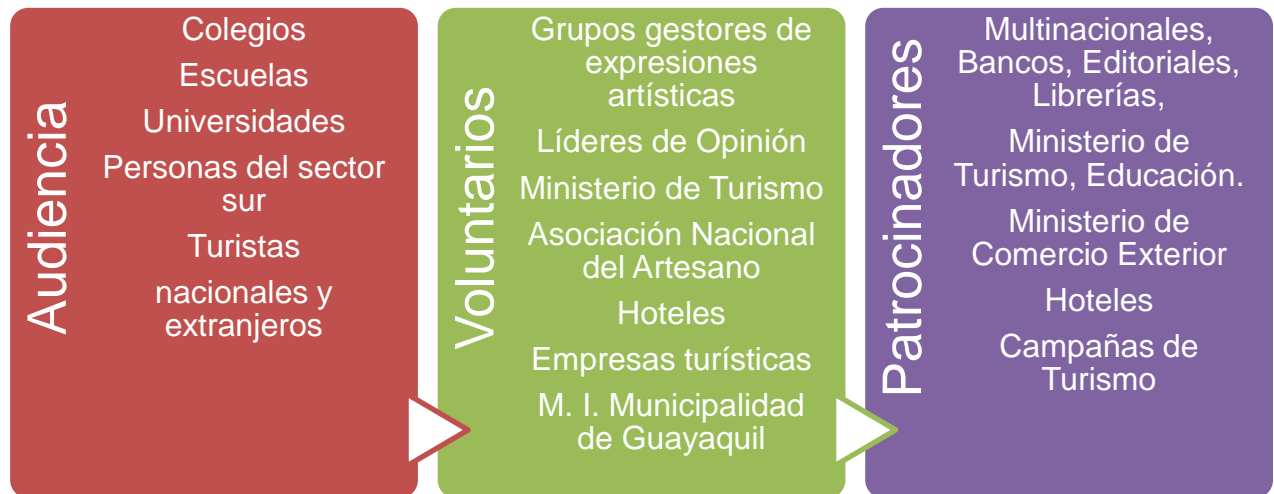 Audiencia
Colegios
Escuelas
Universidades
Personas del sector
sur
Turistas
nacionales y
extranjeros
Voluntarios
Grupos gestores de
expresiones
artísticas
Líderes de Opinión
Ministerio de Turismo
Asociación Nacional
del Artesano
Hoteles
Empresas turísticas
M. I. Municipalidad
de Guayaquil
Patrocinadores
Multinacionales,
Bancos, Editoriales,
Librerías,
Ministerio de
Turismo, Educación.
Ministerio de
Comercio Exterior
Hoteles
Campañas de
Turismo